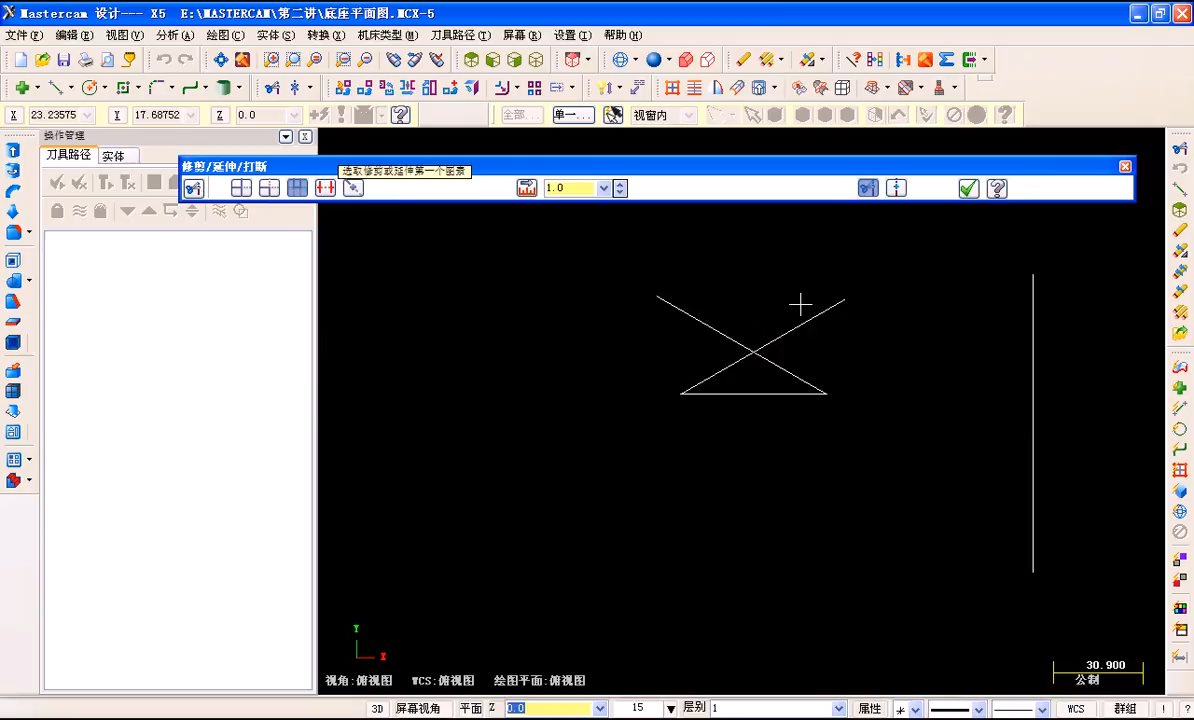 Mastercam 设计--- X5 E:\MASTERCAM\第二讲\底座平面图.MCX-5
文件(F) 编辑(E) 视图(V) 分析(A) 绘图(C) 实体(S) 转换(X) 机床类型(M) 刀具路径(T) 屏幕(R) 设置(I) 帮助(H)
X 23.23575 Y 17.68752 Z 0.0 全部... 单一... 视窗内
操作管理
刀具路径 实体
修剪/延伸/打断
选取修剪或延伸第一个图素
1.0
Y
X
30.900
公制
视角:俯视图 WCS:俯视图 绘图平面:俯视图
3D 屏幕视角 平面 Z 0.0 15 层别 1 属性 WCS 群组 ! ?